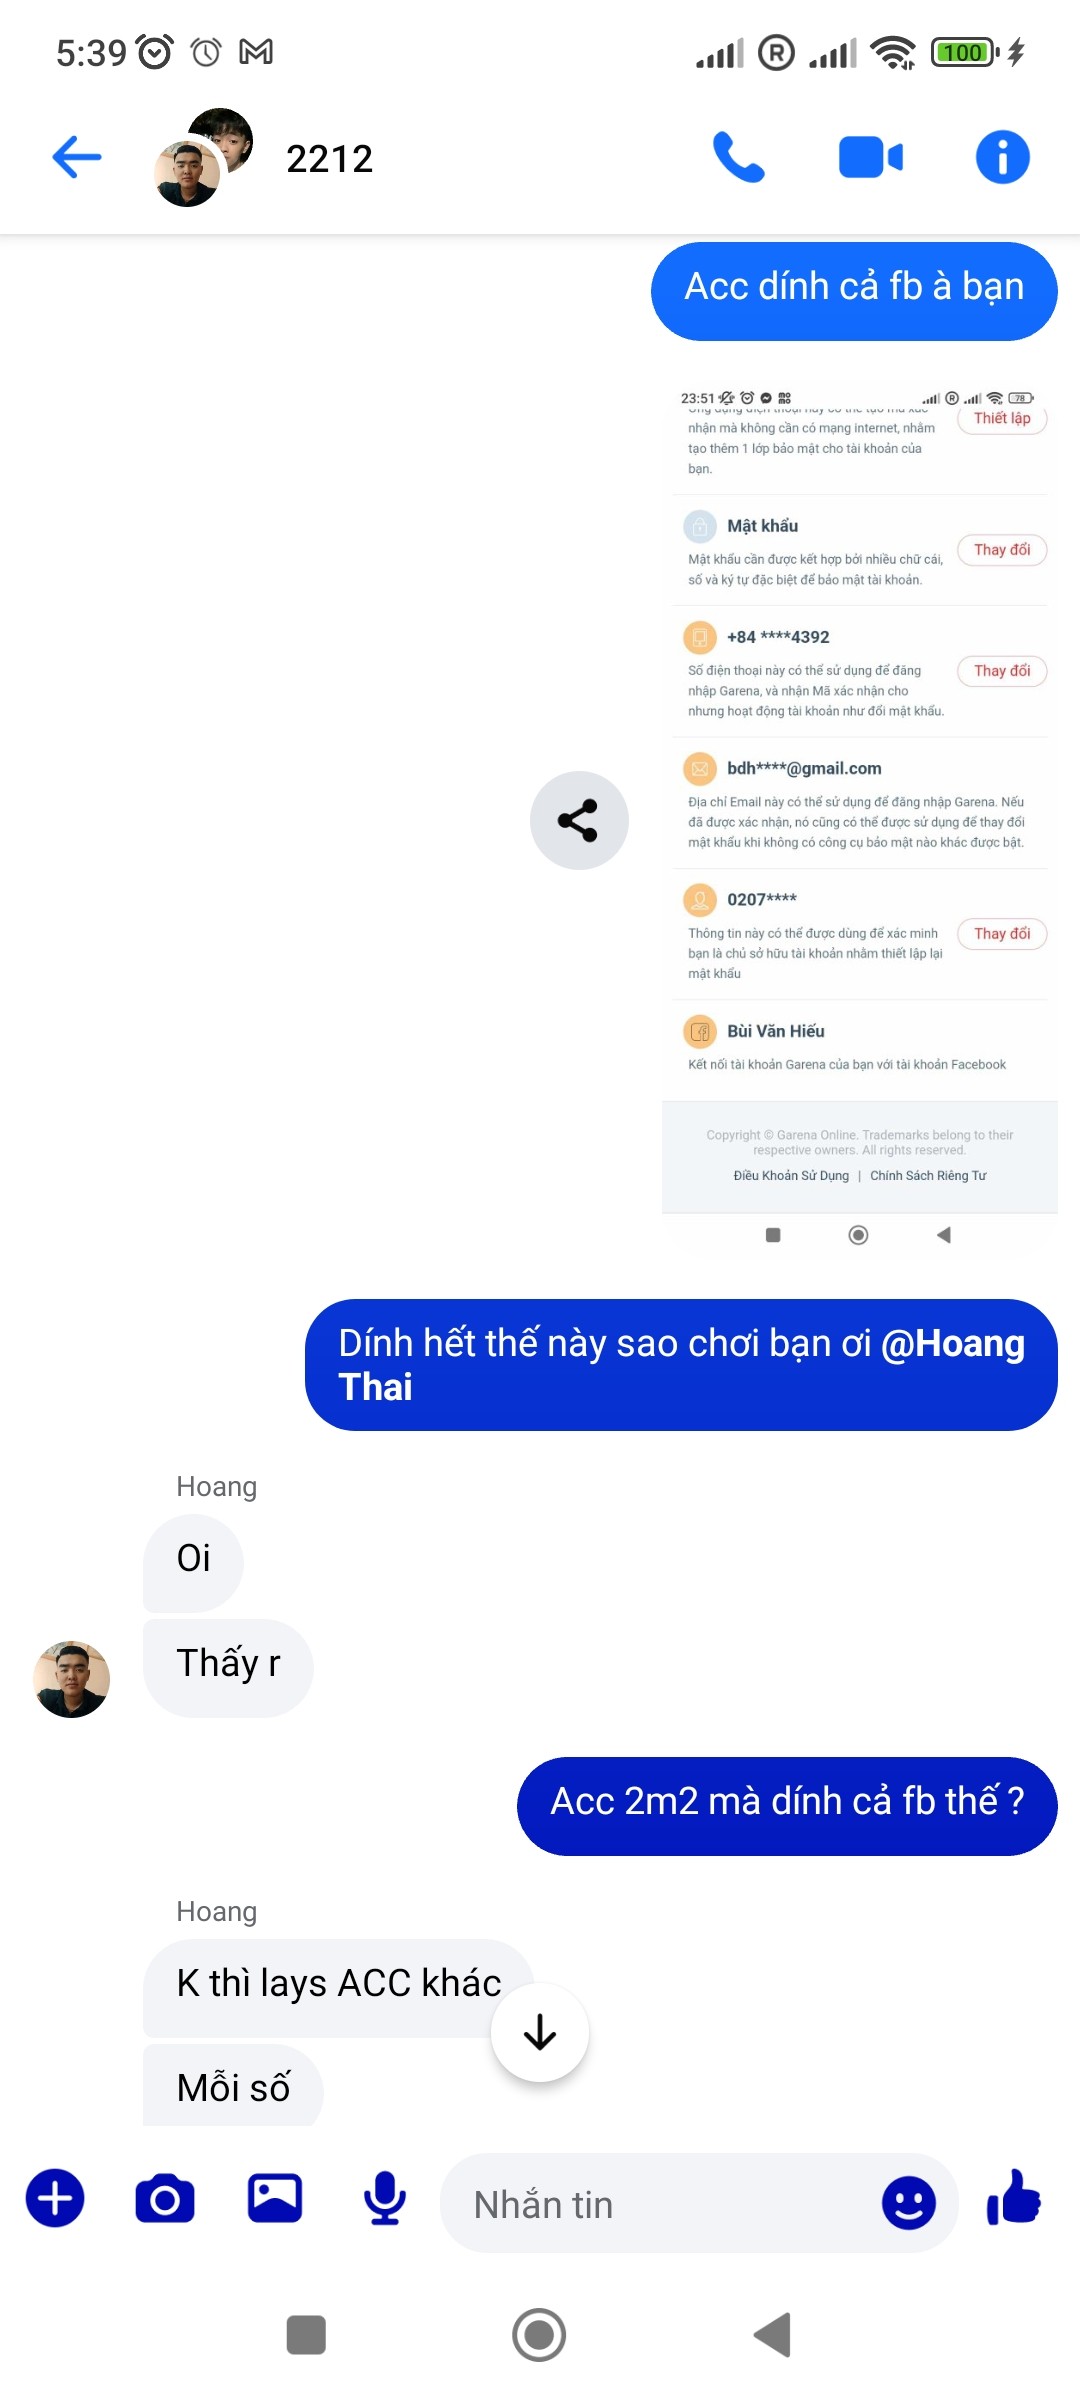 5:39
100
2212
Acc dính cả fb à bạn
23:51
78
Ứng dụng điện thoại này có thể tạo mã xác
nhận mà không cần có mạng internet, nhằm
tạo thêm 1 lớp bảo mật cho tài khoản của
bạn.
Thiết lập
Mật khẩu
Mật khẩu cần được kết hợp bởi nhiều chữ cái,
số và ký tự đặc biệt để bảo mật tài khoản.
Thay đổi
+84 ****4392
Số điện thoại này có thể sử dụng để đăng
nhập Garena, và nhận Mã xác nhận cho
nhưng hoạt động tài khoản như đổi mật khẩu.
Thay đổi
bdh****@gmail.com
Địa chỉ Email này có thể sử dụng để đăng nhập Garena. Nếu
đã được xác nhận, nó cũng có thể được sử dụng để thay đổi
mật khẩu khi không có công cụ bảo mật nào khác được bật.
0207****
Thông tin này có thể được dùng để xác minh
bạn là chủ sở hữu tài khoản nhằm thiết lập lại
mật khẩu
Thay đổi
Bùi Văn Hiếu
Kết nối tài khoản Garena của bạn với tài khoản Facebook
Copyright © Garena Online. Trademarks belong to their
respective owners. All rights reserved.
Điều Khoản Sử Dụng | Chính Sách Riêng Tư
Dính hết thế này sao chơi bạn ơi @Hoang
Thai
Hoang
Oi
Thấy r
Acc 2m2 mà dính cả fb thế ?
Hoang
K thì lays ACC khác
Mỗi số
Nhắn tin